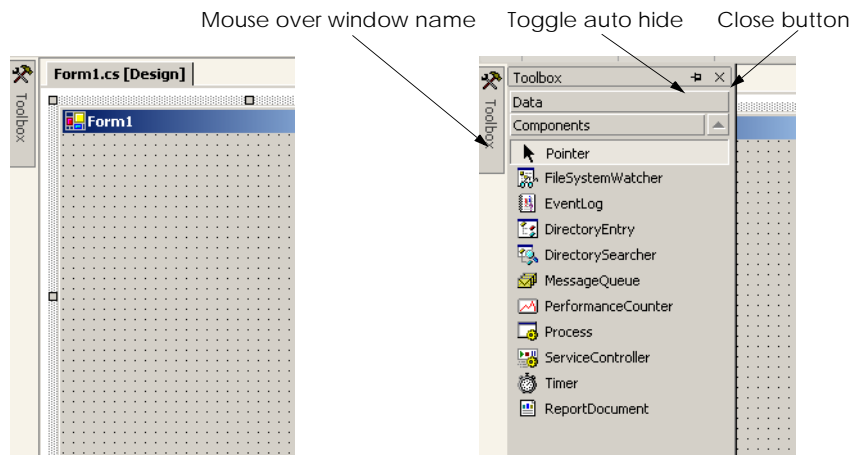 Mouse over window name Toggle auto hide Close button
Form1.cs [Design]
Toolbox
Form1
Toolbox
Toolbox
Data
Components
Pointer
FileSystemWatcher
EventLog
DirectoryEntry
DirectorySearcher
MessageQueue
PerformanceCounter
Process
ServiceController
Timer
ReportDocument